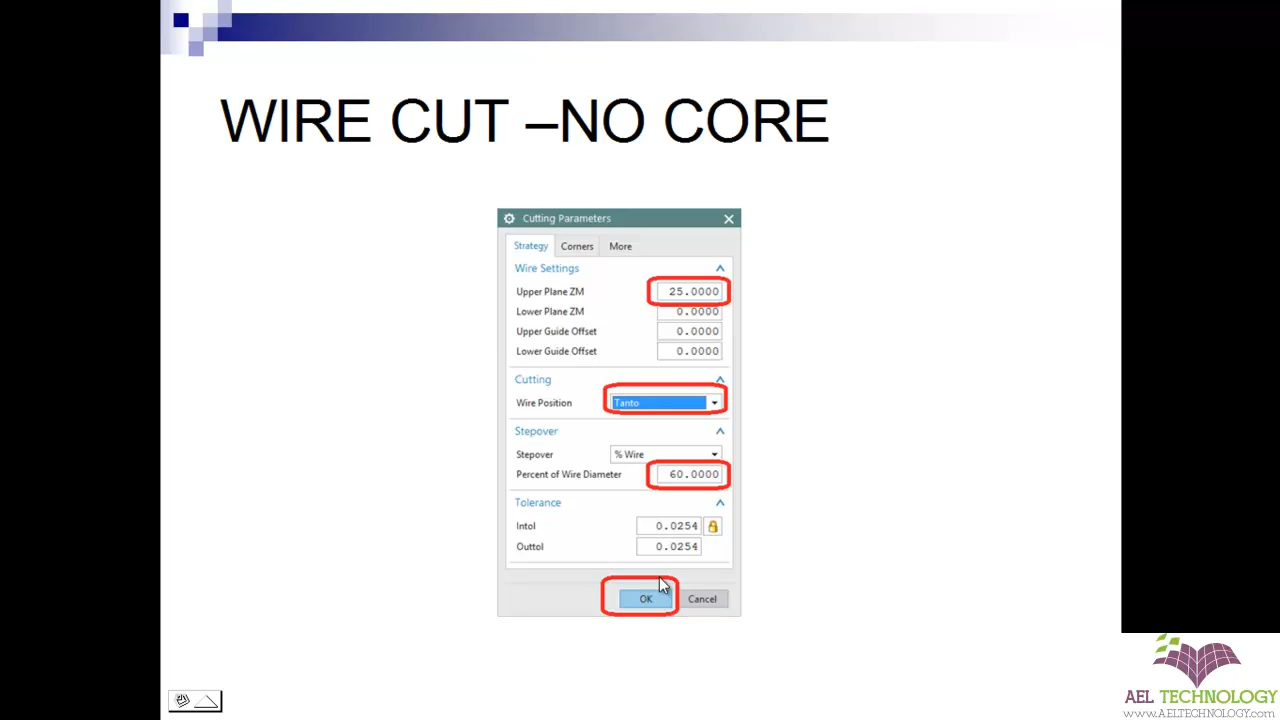 WIRE CUT –NO CORE
Cutting Parameters
Strategy Corners More
Wire Settings
Upper Plane ZM 25.0000
Lower Plane ZM 0.0000
Upper Guide Offset 0.0000
Lower Guide Offset 0.0000
Cutting
Wire Position Tanto
Stepover
Stepover % Wire
Percent of Wire Diameter 60.0000
Tolerance
Intol 0.0254
Outtol 0.0254
OK Cancel
AEL TECHNOLOGY
www.AELTECHNOLOGY.com